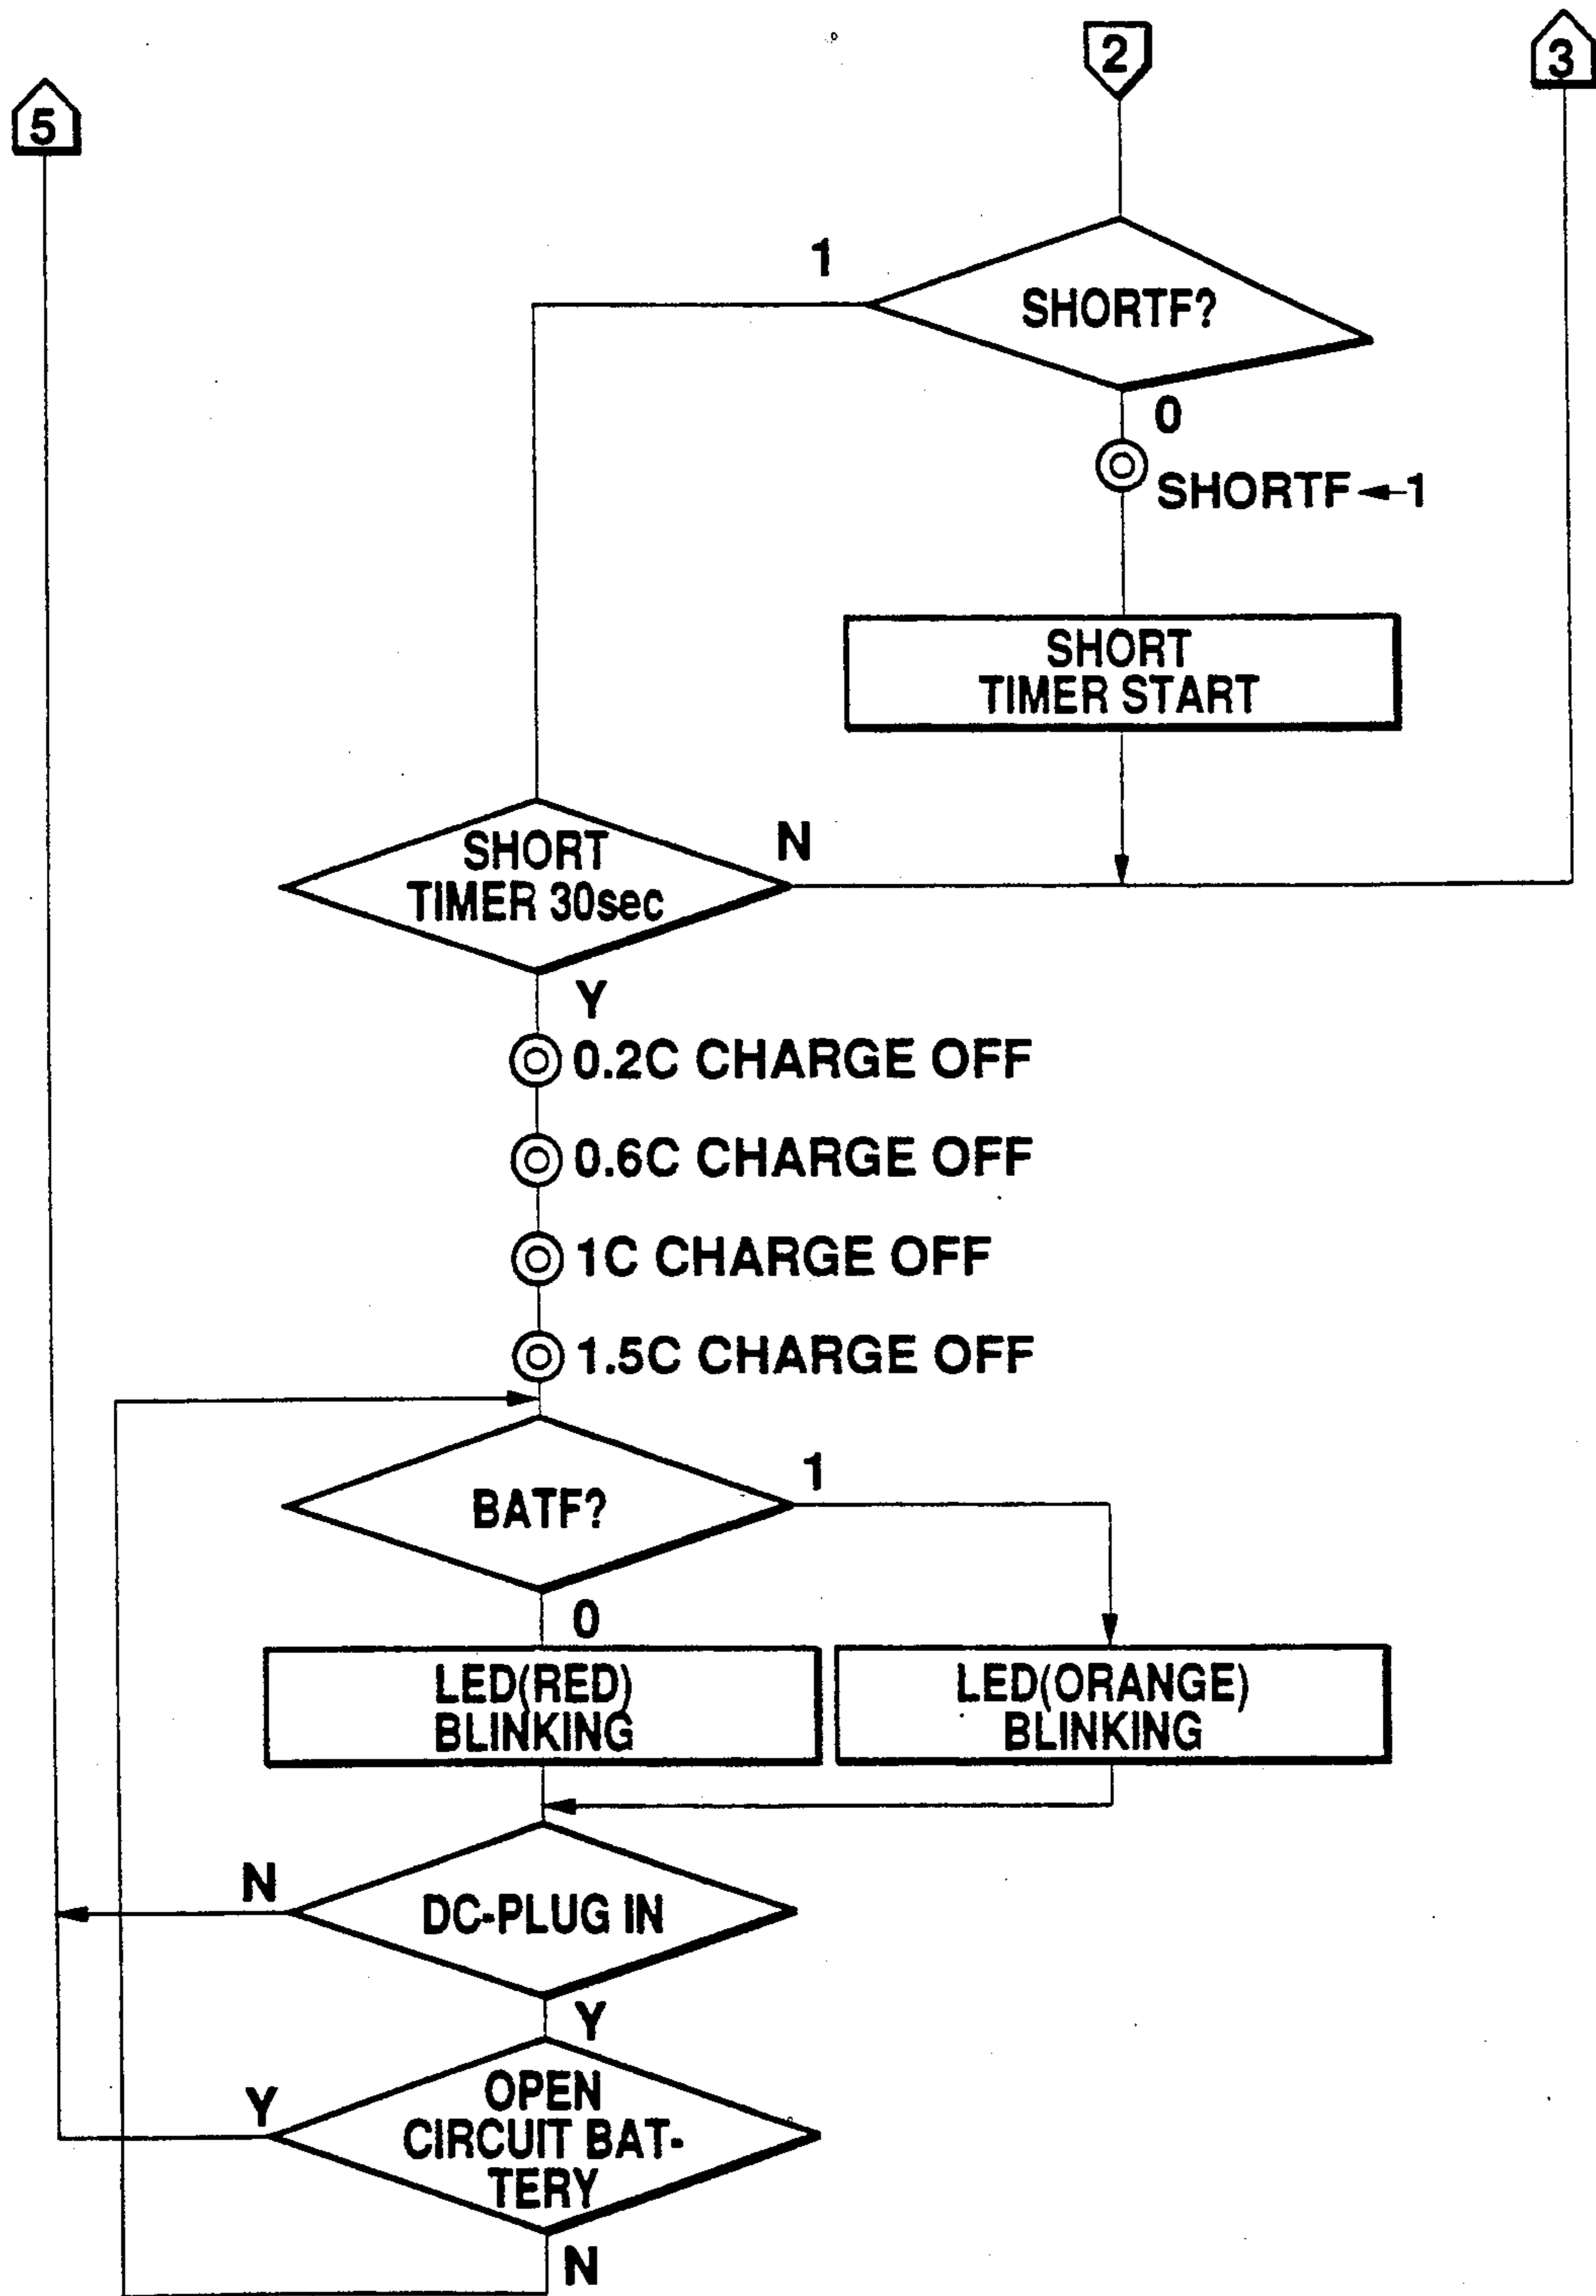 2
3
5
1
SHORTF?
0
SHORTF ←1
SHORT
TIMER START
SHORT
TIMER 30sec
N
Y
0.2C CHARGE OFF
0.6C CHARGE OFF
1C CHARGE OFF
1.5C CHARGE OFF
BATF?
1
0
LED(RED)
BLINKING
LED(ORANGE)
BLINKING
N
DC-PLUG IN
Y
Y
OPEN
CIRCUIT BAT-
TERY
N